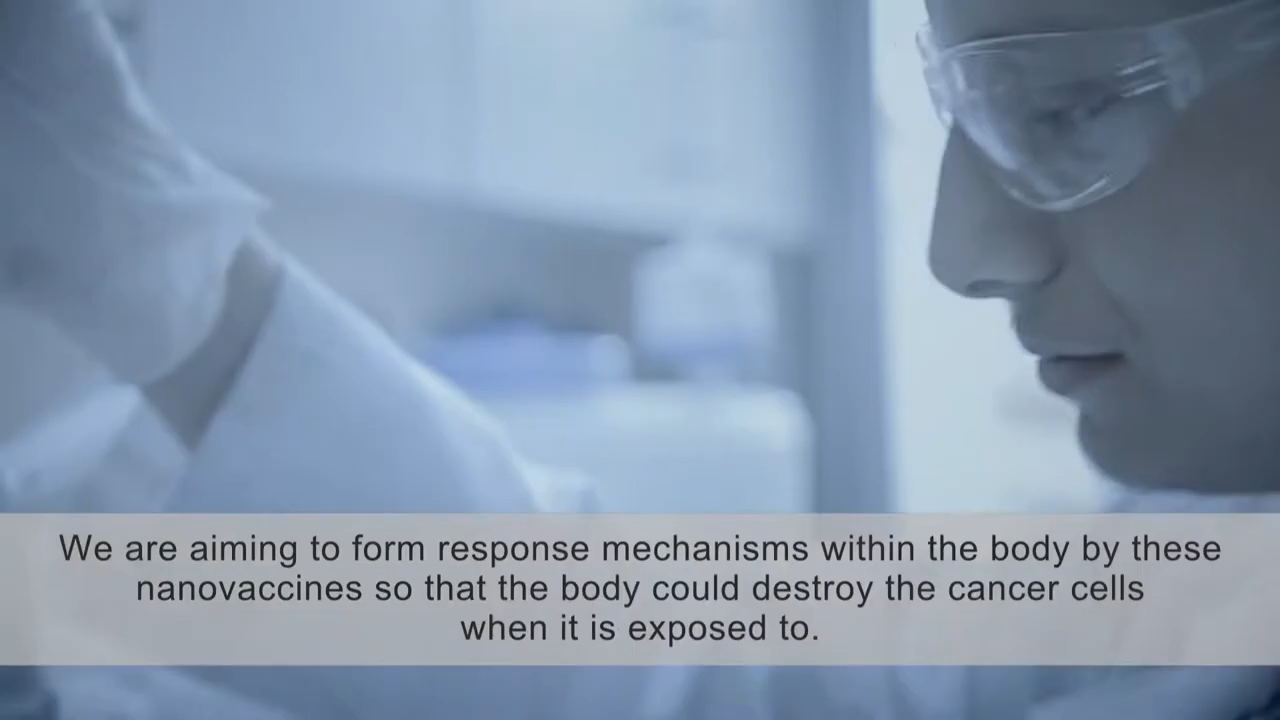 We are aiming to form response mechanisms within the body by these
nanovaccines so that the body could destroy the cancer cells
when it is exposed to.